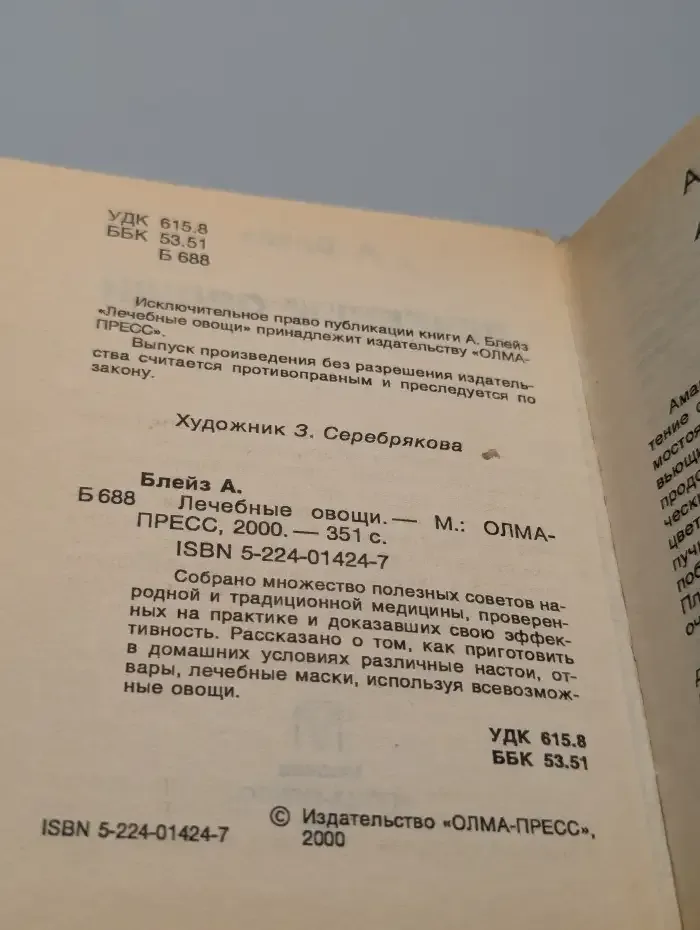 УДК 615.8
ББК 53.51
Б 688
Исключительное право публикации книги А. Блейз
«Лечебные овощи» принадлежит издательству «ОЛМА-
ПРЕСС».
Выпуск произведения без разрешения издатель-
ства считается противоправным и преследуется по
закону.
Художник З. Серебрякова
Блейз А.
Б 688 Лечебные овощи.— М.: ОЛМА-
ПРЕСС, 2000.— 351 с.
ISBN 5-224-01424-7
Собрано множество полезных советов на-
родной и традиционной медицины, проверен-
ных на практике и доказавших свою эффек-
тивность. Рассказано о том, как приготовить
в домашних условиях различные настои, от-
вары, лечебные маски, используя всевозмож-
ные овощи.
УДК 615.8
ББК 53.51
ISBN 5-224-01424-7
© Издательство «ОЛМА-ПРЕСС»,
2000
тение